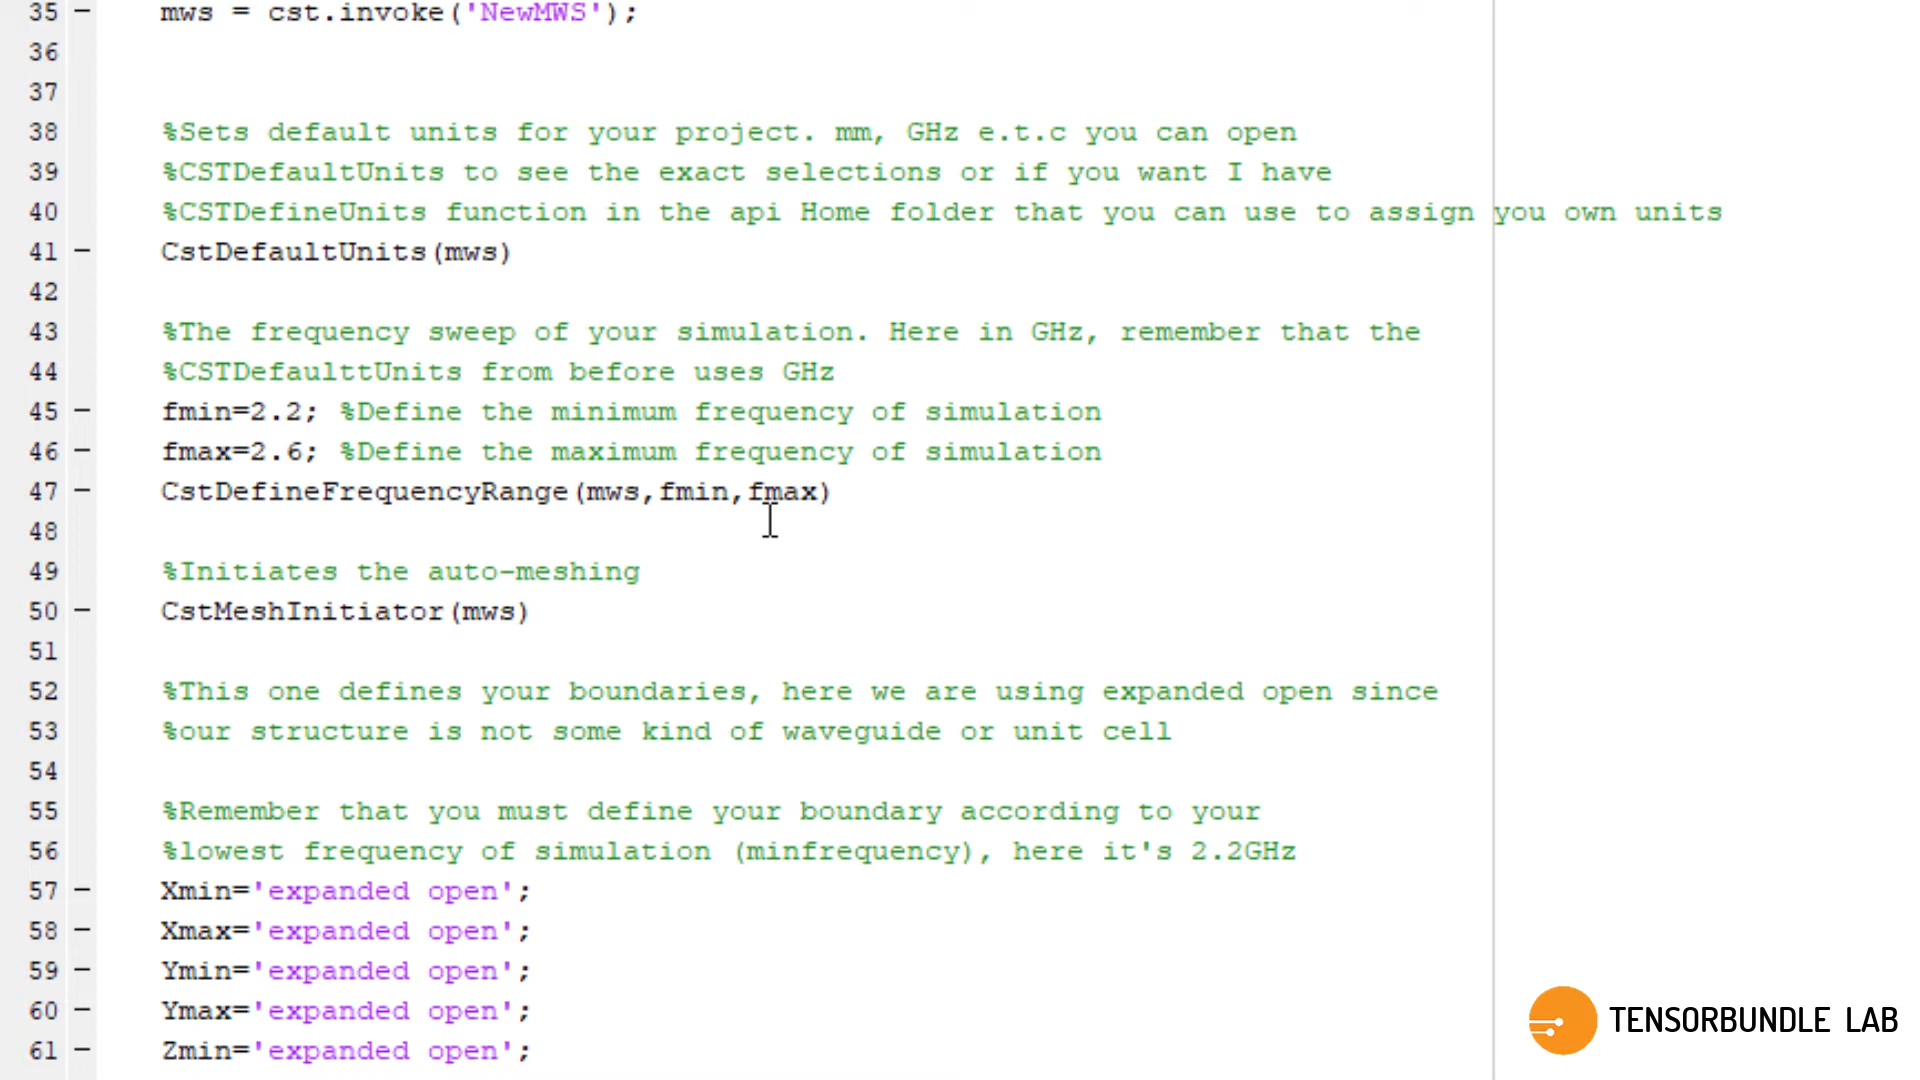 35 − mws = cst.invoke('NewMWS');
36
37
38 %Sets default units for your project. mm, GHz e.t.c you can open
39 %CSTDefaultUnits to see the exact selections or if you want I have
40 %CSTDefineUnits function in the api Home folder that you can use to assign you own units
41 − CstDefaultUnits(mws)
42
43 %The frequency sweep of your simulation. Here in GHz, remember that the
44 %CSTDefaulttUnits from before uses GHz
45 − fmin=2.2; %Define the minimum frequency of simulation
46 − fmax=2.6; %Define the maximum frequency of simulation
47 − CstDefineFrequencyRange(mws,fmin,fmax)
48
49 %Initiates the auto-meshing
50 − CstMeshInitiator(mws)
51
52 %This one defines your boundaries, here we are using expanded open since
53 %our structure is not some kind of waveguide or unit cell
54
55 %Remember that you must define your boundary according to your
56 %lowest frequency of simulation (minfrequency), here it's 2.2GHz
57 − Xmin='expanded open';
58 − Xmax='expanded open';
59 − Ymin='expanded open';
60 − Ymax='expanded open';
61 − Zmin='expanded open';
TENSORBUNDLE LAB